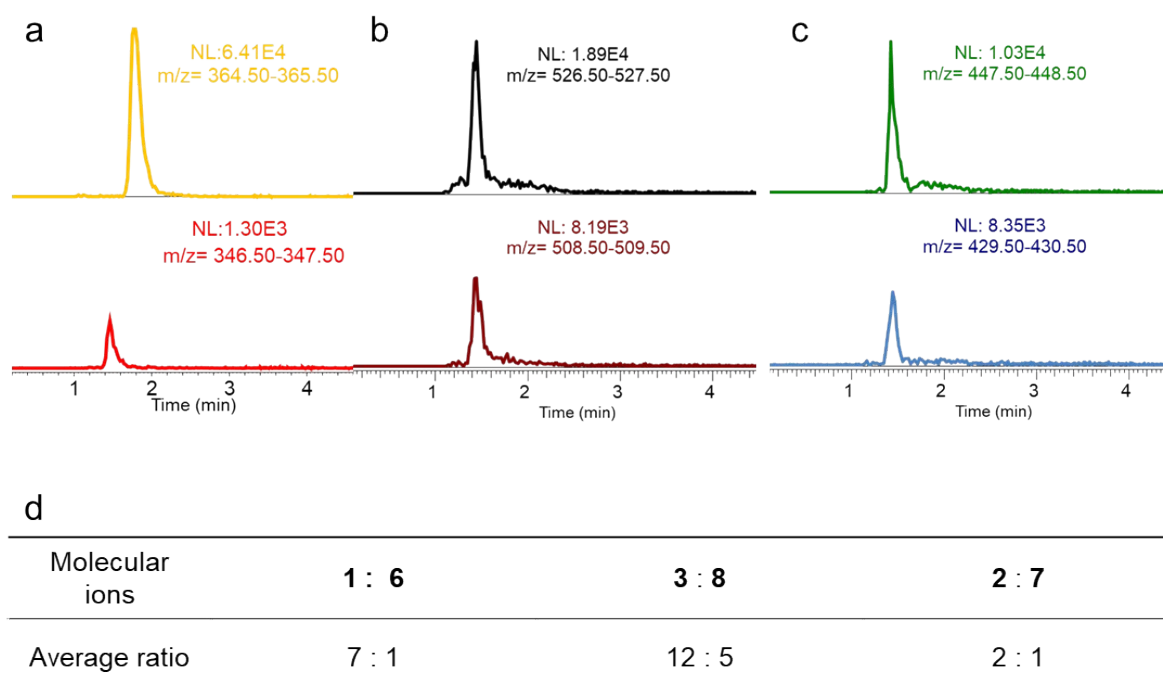 a
NL:6.41E4
m/z= 364.50-365.50
NL:1.30E3
m/z= 346.50-347.50
1 2 3 4
Time (min)
b
NL: 1.89E4
m/z= 526.50-527.50
NL: 8.19E3
m/z= 508.50-509.50
1 2 3 4
Time (min)
c
NL: 1.03E4
m/z= 447.50-448.50
NL: 8.35E3
m/z= 429.50-430.50
1 2 3 4
Time (min)
d
Molecular
ions
1 : 6
3 : 8
2 : 7
Average ratio
7 : 1
12 : 5
2 : 1